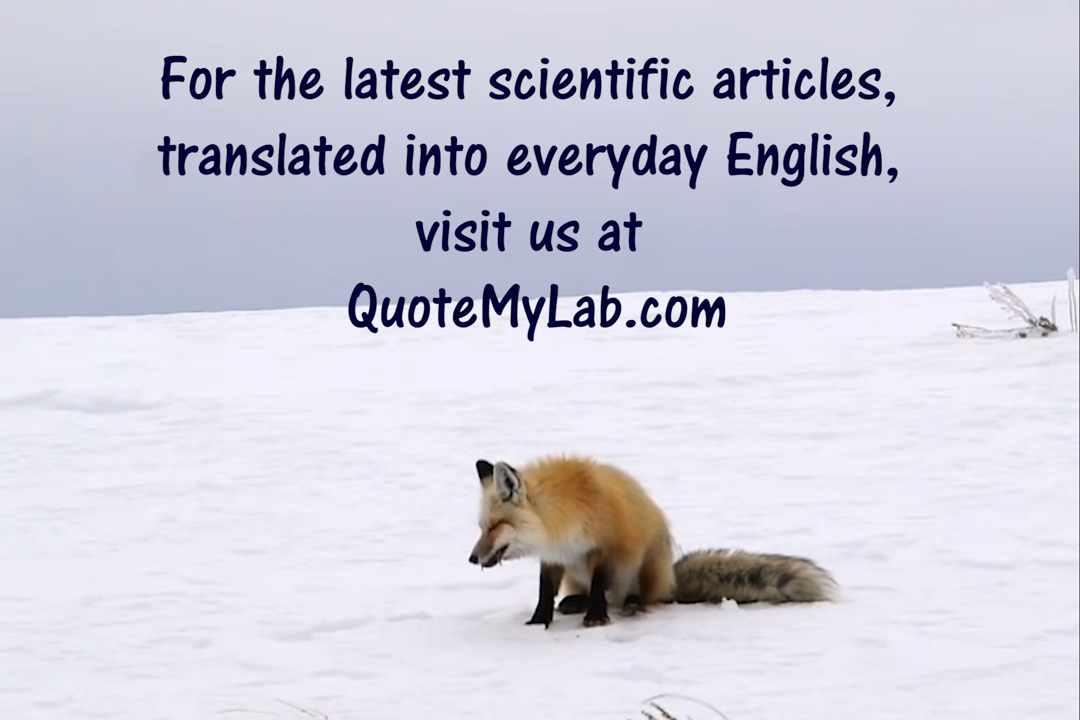 For the latest scientific articles,
translated into everyday English,
visit us at
QuoteMyLab.com